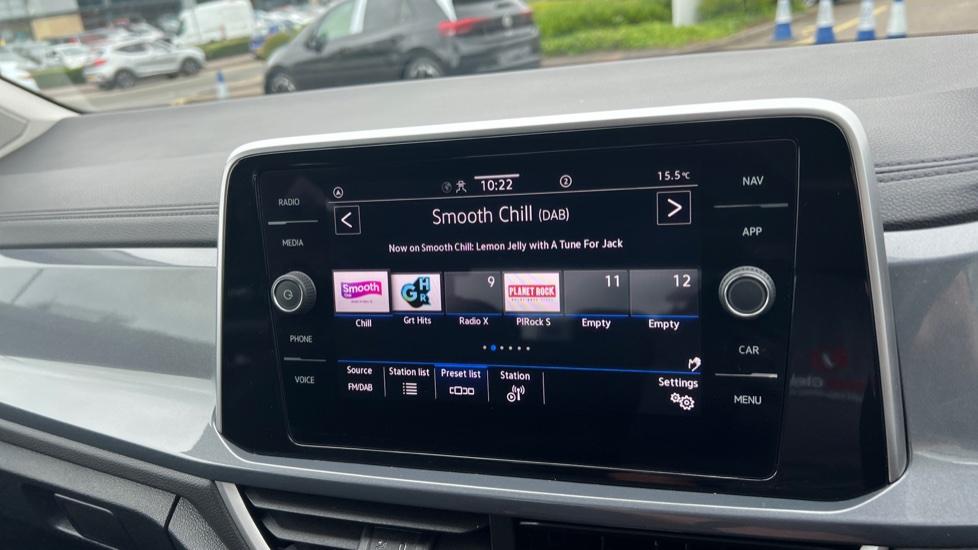 RADIO
MEDIA
PHONE
VOICE
10:22
2
15.5℃
<
Smooth Chill (DAB)
>
Now on Smooth Chill: Lemon Jelly with A Tune For Jack
Smooth
GHR
9
PLANET ROCK
11
12
Chill
Grt Hits
Radio X
PlRock S
Empty
Empty
Source
FM/DAB
Station list
Preset list
Station
Settings
NAV
APP
CAR
MENU